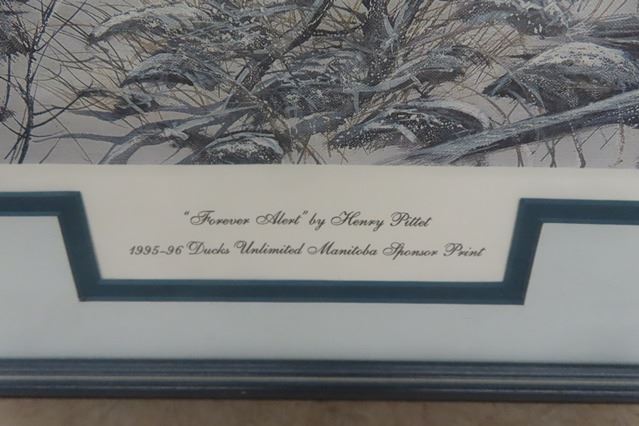 "Forever Alert" by Henry Pittet
1995-96 Ducks Unlimited Manitoba Sponsor Print